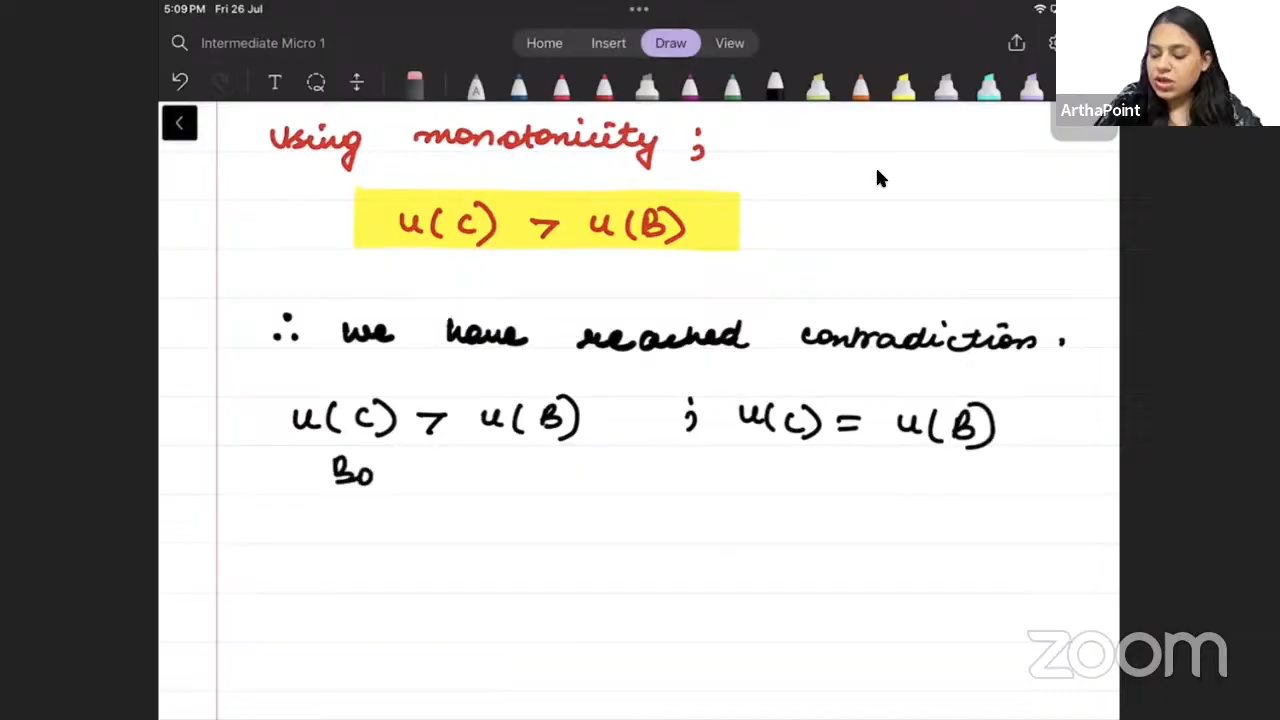 5:09 PM Fri 26 Jul
Intermediate Micro 1
Home Insert Draw View
T
A
ArthaPoint
Using monotonicity ;
u(C) > u(B)
∴ we have reached contradiction.
u(C) > u(B) ; u(C) = u(B)
Bo
zoom